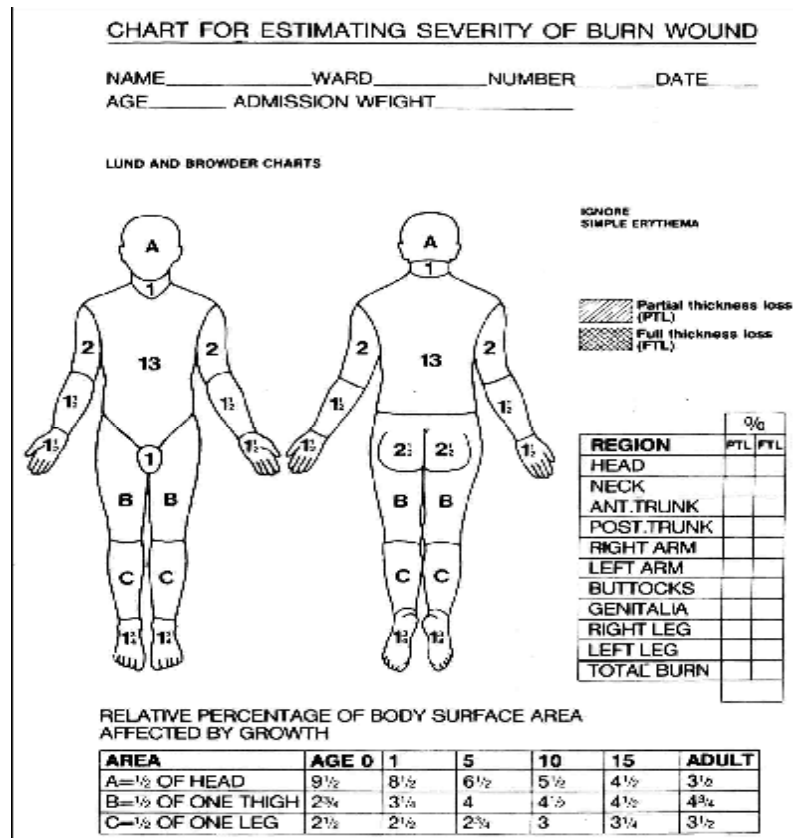 CHART FOR ESTIMATING SEVERITY OF BURN WOUND
NAME WARD NUMBER DATE
AGE ADMISSION WEIGHT
LUND AND BROWDER CHARTS
IGNORE
SIMPLE ERYTHEMA
Partial thickness loss
(PTL)
Full thickness loss
(FTL)
A A
1 1
2 13 2 2 13 2
1½ 1½ 1½ 1½
1½ 1½ 1½ 1½
1 2½ 2½
B B B B
C C C C
1¾ 1¾ 1¾ 1¾
%
REGION PTL FTL
HEAD
NECK
ANT.TRUNK
POST.TRUNK
RIGHT ARM
LEFT ARM
BUTTOCKS
GENITALIA
RIGHT LEG
LEFT LEG
TOTAL BURN
RELATIVE PERCENTAGE OF BODY SURFACE AREA
AFFECTED BY GROWTH
AREA AGE 0 1 5 10 15 ADULT
A=½ OF HEAD 9½ 8½ 6½ 5½ 4½ 3½
B=½ OF ONE THIGH 2¾ 3¼ 4 4½ 4½ 4¾
C=½ OF ONE LEG 2½ 2½ 2¾ 3 3¼ 3½